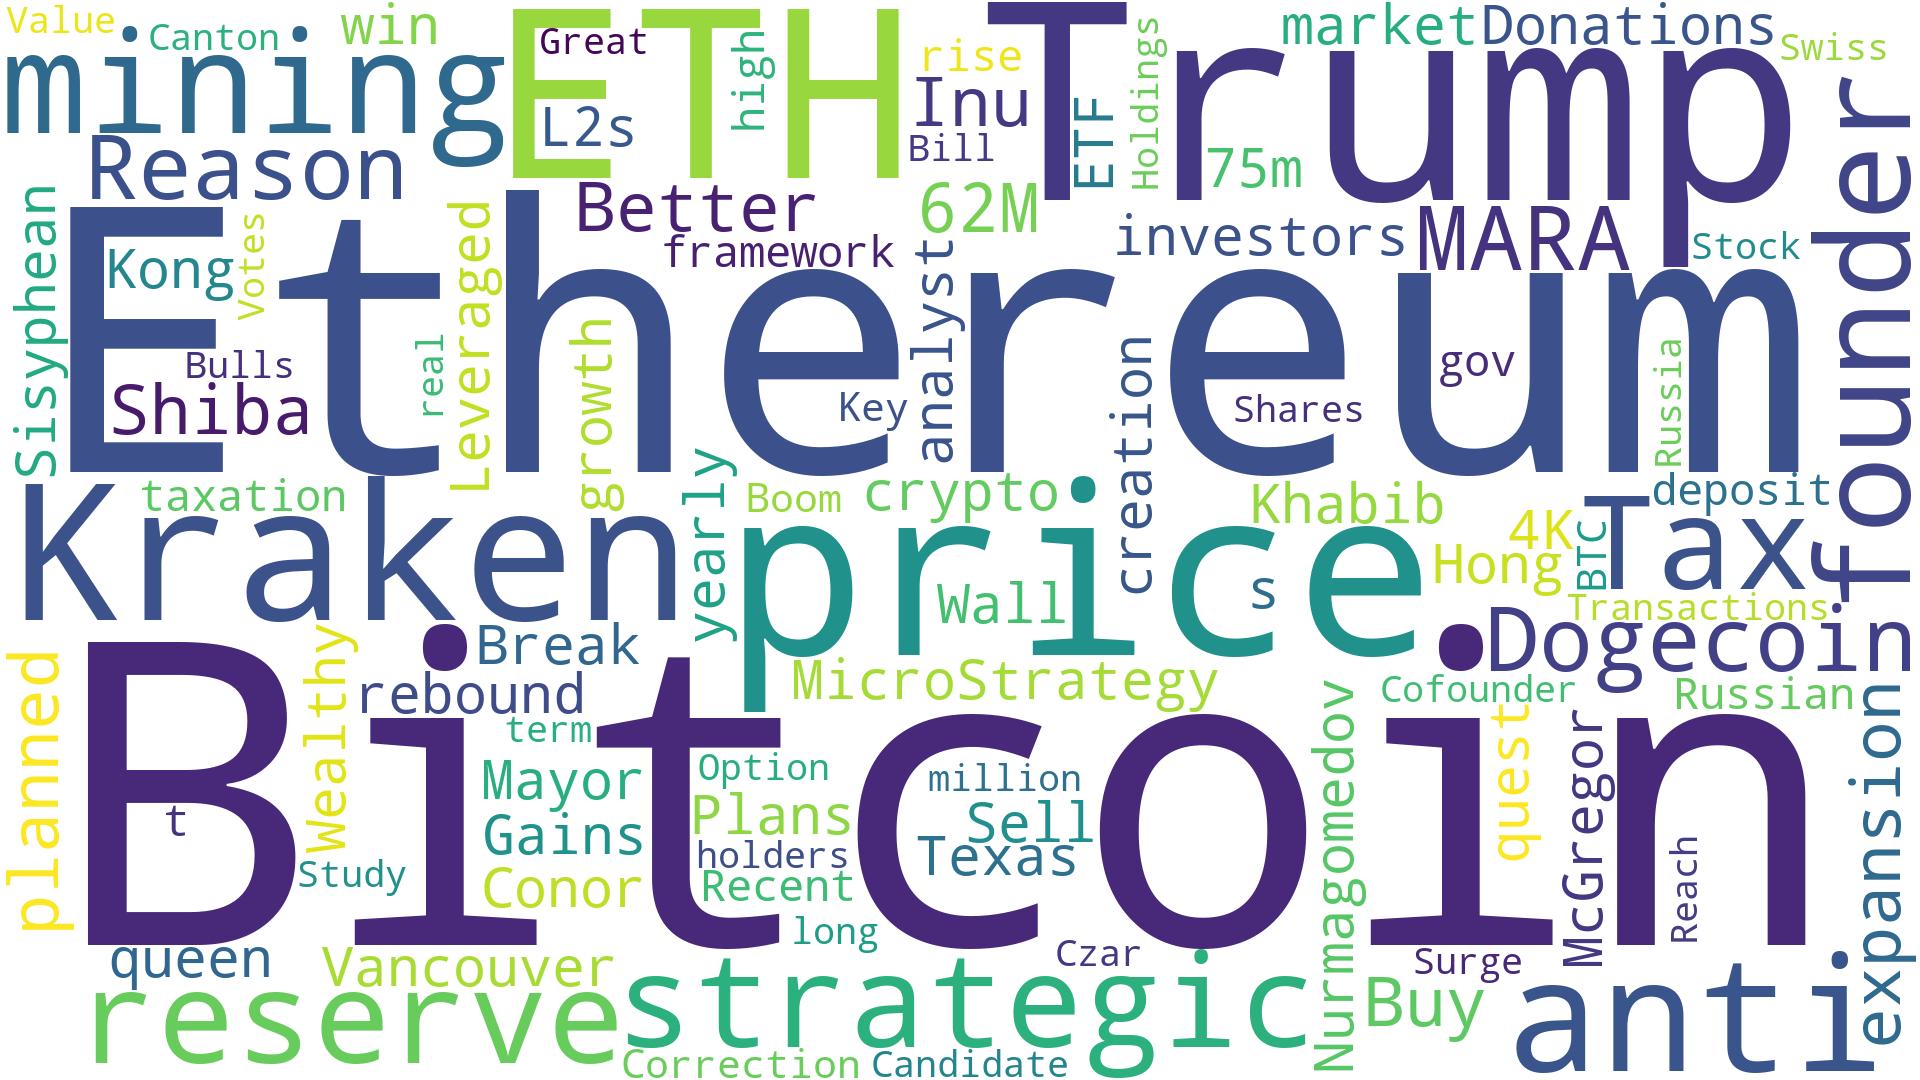 Value
Canton
win
mining
ETH
Great
L2s
high
rise
Inu
Bill
Trump
ETF
Holdings
75m
market
Donations
Swiss
founder
Reason
Better
framework
62M
investors
MARA
Stock
Sisyphean
Ethereum
Kong
Votes
Bulls
Shiba
real
Leveraged
growth
Key
analyst
creation
Shares
gov
Russia
taxation
Kraken
yearly
Boom
crypto
price
Wall
s
Khabib
4K
Hong
BTC
Tax
deposit
Transactions
Dogecoin
planned
Wealthy
Break
rebound
term
MicroStrategy
Cofounder
Russian
Bitcoin
t
Study
Mayor
Gains
Conor
Option
Plans
holders
Recent
long
million
Sell
Texas
Czar
Nurmagomedov
quest
McGregor
Reach
expansion
queen
Vancouver
reserve
strategic
Surge
Buy
anti
Correction
Candidate